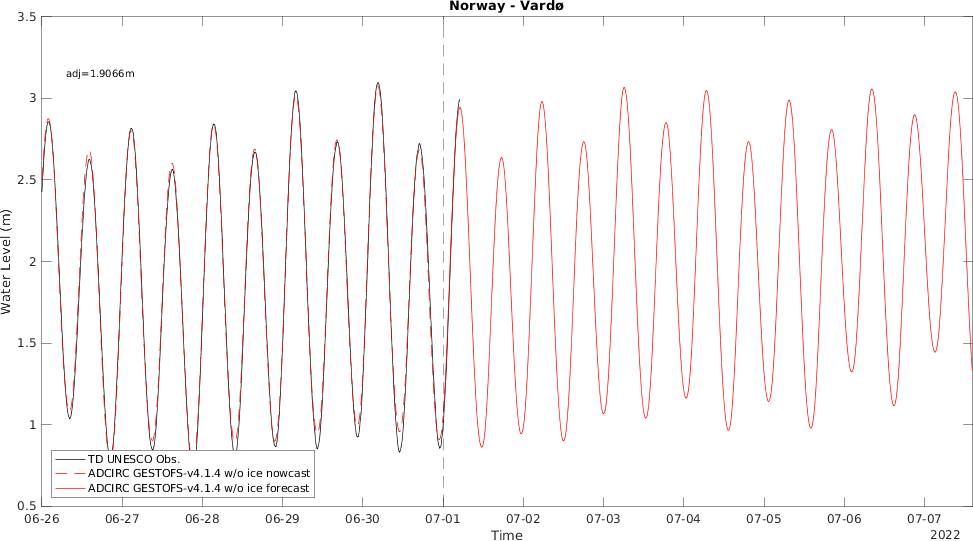 Norway - Vardø
3.5
adj=1.9066m
3
2.5
2
1.5
1
0.5
Water Level (m)
TD UNESCO Obs.
ADCIRC GESTOFS-v4.1.4 w/o ice nowcast
ADCIRC GESTOFS-v4.1.4 w/o ice forecast
06-26 06-27 06-28 06-29 06-30 07-01 07-02 07-03 07-04 07-05 07-06 07-07
Time
2022